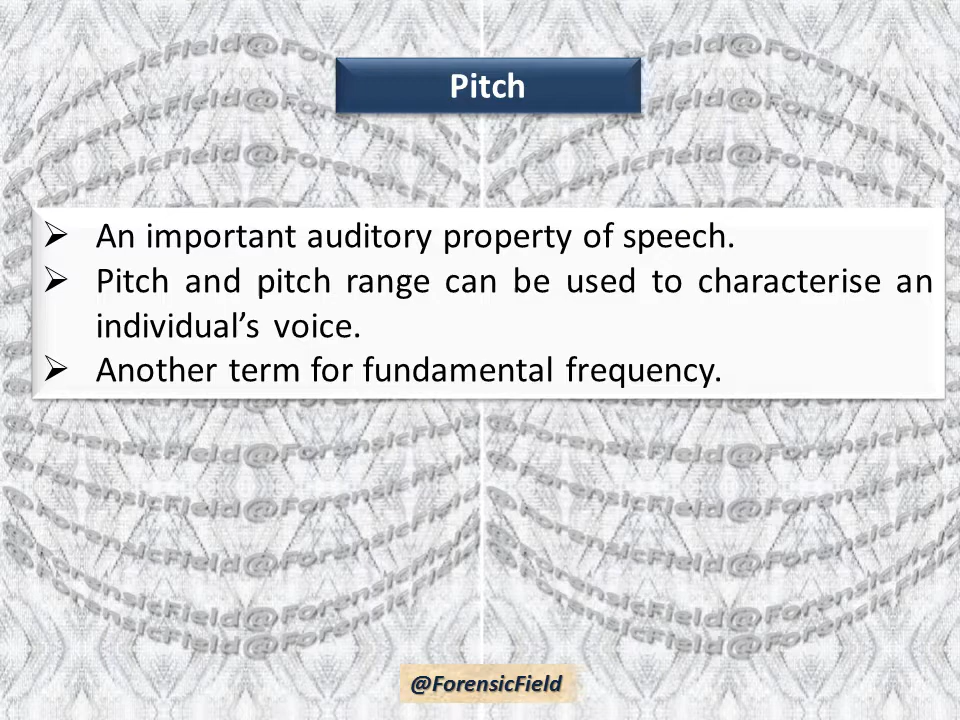 Pitch
➢ An important auditory property of speech.
➢ Pitch and pitch range can be used to characterise an
individual’s voice.
➢ Another term for fundamental frequency.
@ForensicField